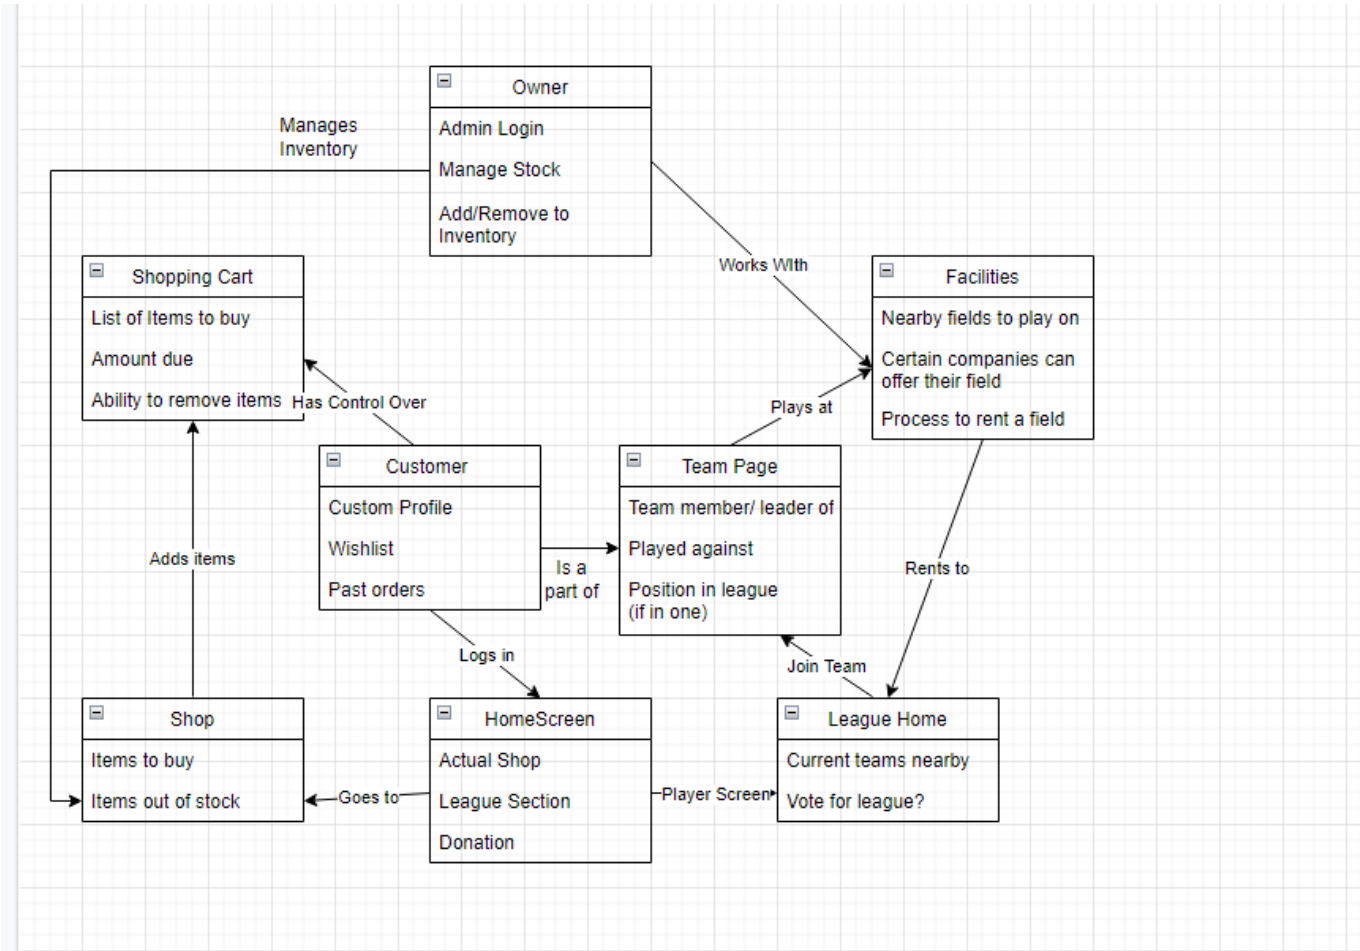 Owner
Admin Login
Manage Stock
Add/Remove to
Inventory
Manages
Inventory
Works WIth
Shopping Cart
List of Items to buy
Amount due
Ability to remove items
Has Control Over
Facilities
Nearby fields to play on
Certain companies can
offer their field
Process to rent a field
Plays at
Customer
Custom Profile
Wishlist
Past orders
Is a
part of
Team Page
Team member/ leader of
Played against
Position in league
(if in one)
Adds items
Rents to
Logs in
Join Team
Shop
Items to buy
Items out of stock
Goes to
HomeScreen
Actual Shop
League Section
Donation
Player Screen
League Home
Current teams nearby
Vote for league?